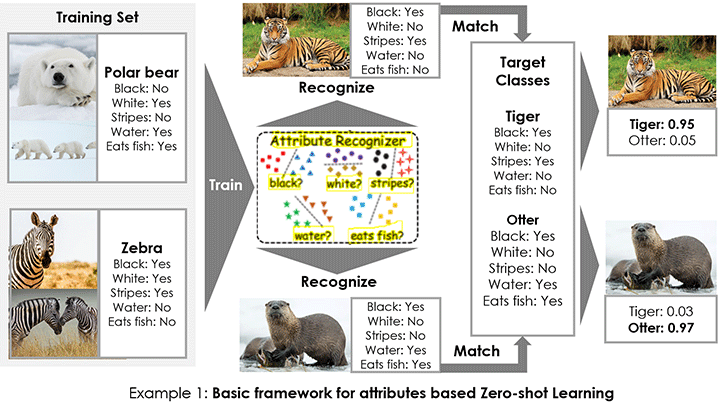 Training Set
Polar bear
Black: No
White: Yes
Stripes: No
Water: Yes
Eats fish: Yes
Zebra
Black: Yes
White: Yes
Stripes: Yes
Water: No
Eats fish: No
Train
Black: Yes
White: No
Stripes: Yes
Water: No
Eats fish: No
Recognize
Attribute Recognizer
black?
white?
stripes?
water?
eats fish?
Recognize
Black: Yes
White: No
Stripes: No
Water: Yes
Eats fish: Yes
Match
Match
Target
Classes
Tiger
Black: Yes
White: No
Stripes: Yes
Water: No
Eats fish: No
Otter
Black: Yes
White: No
Stripes: No
Water: Yes
Eats fish: Yes
Tiger: 0.95
Otter: 0.05
Tiger: 0.03
Otter: 0.97
Example 1: Basic framework for attributes based Zero-shot Learning